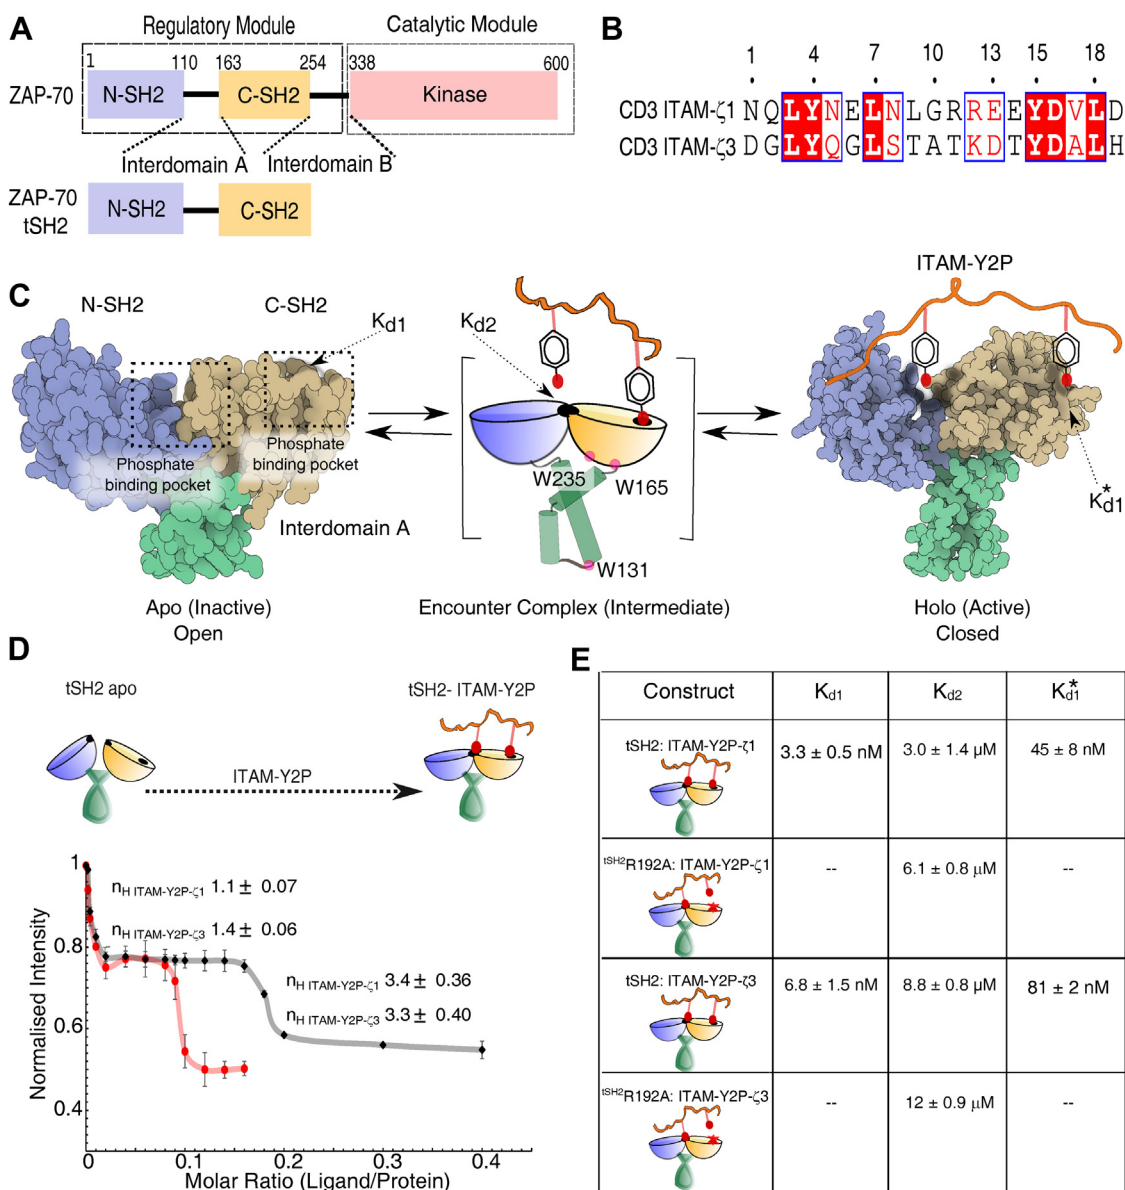 A
Regulatory Module
Catalytic Module
1 110 163 254 338 600
ZAP-70 N-SH2 C-SH2 Kinase
Interdomain A
Interdomain B
ZAP-70
tSH2
N-SH2 C-SH2
B
1 4 7 10 13 15 18
CD3 ITAM-ζ1 NQLYNELNLGRREEYDVLD
CD3 ITAM-ζ3 DGLYQGLSTATKDTYDALH
C
N-SH2 C-SH2
Kd1
Kd2
ITAM-Y2P
Phosphate
binding pocket
Phosphate
binding pocket
Interdomain A
W235
W165
W131
K*d1
Apo (Inactive)
Open
Encounter Complex (Intermediate)
Holo (Active)
Closed
D
tSH2 apo
tSH2- ITAM-Y2P
ITAM-Y2P
nH ITAM-Y2P-ζ1 1.1 ± 0.07
nH ITAM-Y2P-ζ3 1.4 ± 0.06
nH ITAM-Y2P-ζ1 3.4 ± 0.36
nH ITAM-Y2P-ζ3 3.3 ± 0.40
Normalised Intensity
1
0.8
0.6
0.4
0 0.1 0.2 0.3 0.4
Molar Ratio (Ligand/Protein)
E
Construct Kd1 Kd2 K*d1
tSH2: ITAM-Y2P-ζ1 3.3 ± 0.5 nM 3.0 ± 1.4 µM 45 ± 8 nM
tSH2R192A: ITAM-Y2P-ζ1 -- 6.1 ± 0.8 µM --
tSH2: ITAM-Y2P-ζ3 6.8 ± 1.5 nM 8.8 ± 0.8 µM 81 ± 2 nM
tSH2R192A: ITAM-Y2P-ζ3 -- 12 ± 0.9 µM --